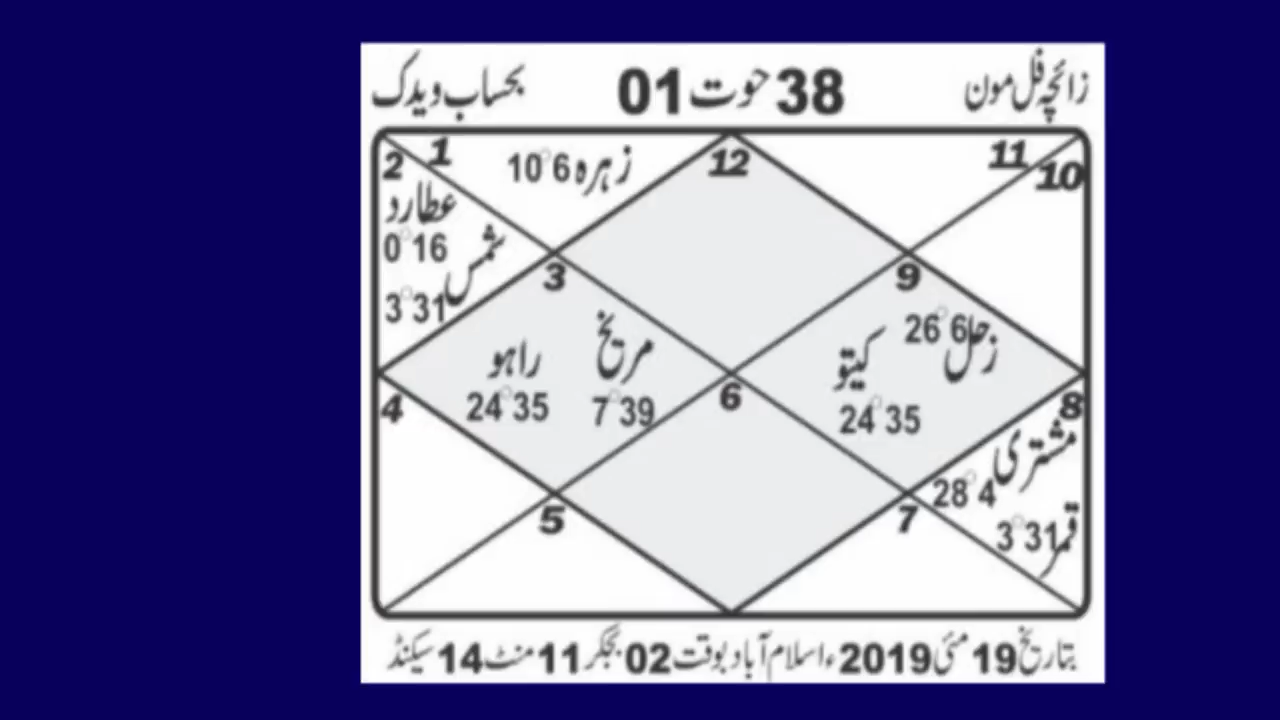 زائچہ فل مون
38 حوت 01
بحساب ویدک
12
1
2
زہرہ 6°10
11
10
عطارد
0°16
شمس
3°31
3
9
راہو
24°35
مریخ
7°39
زحل
26°6
کیتو
24°35
6
4
8
مشتری
28°4
قمر
3°31
5
7
بتاریخ 19 مئی 2019ء اسلام آباد بوقت 02 بجکر 11 منٹ 14 سیکنڈ